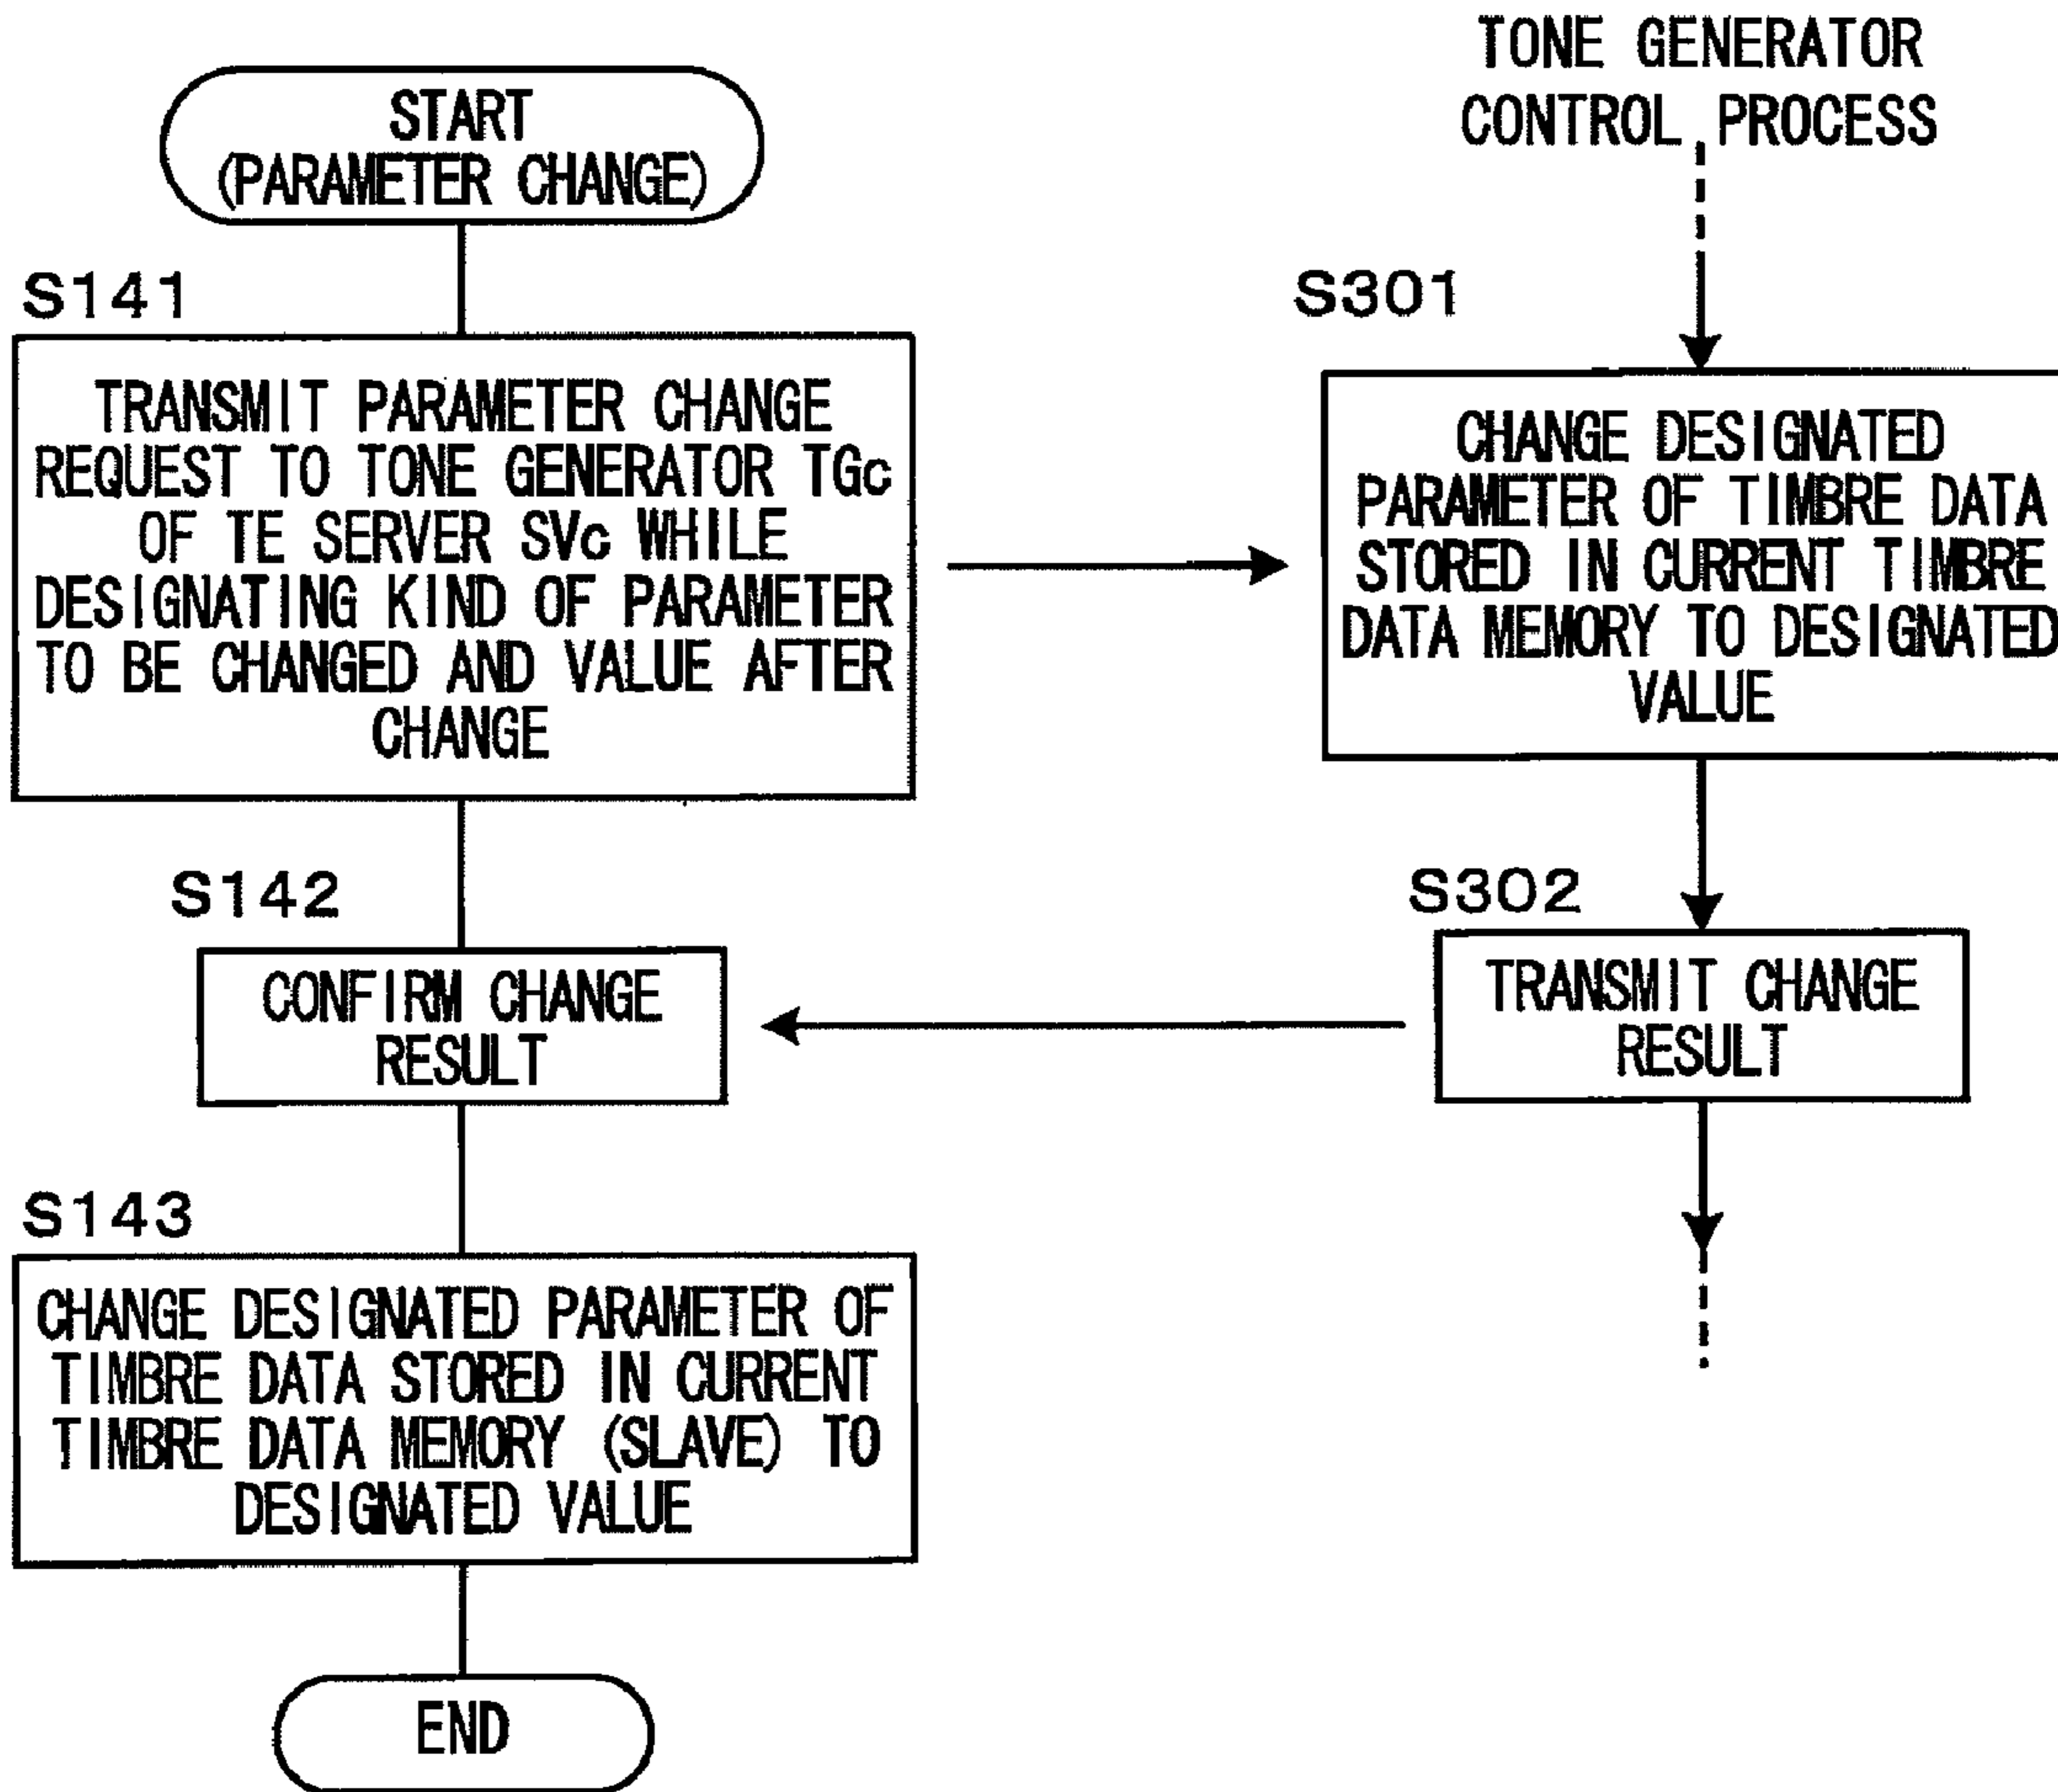 START
(PARAMETER CHANGE)
S141
TRANSMIT PARAMETER CHANGE
REQUEST TO TONE GENERATOR TGc
OF TE SERVER SVc WHILE
DESIGNATING KIND OF PARAMETER
TO BE CHANGED AND VALUE AFTER
CHANGE
S142
CONFIRM CHANGE
RESULT
S143
CHANGE DESIGNATED PARAMETER OF
TIMBRE DATA STORED IN CURRENT
TIMBRE DATA MEMORY (SLAVE) TO
DESIGNATED VALUE
END
TONE GENERATOR
CONTROL PROCESS
S301
CHANGE DESIGNATED
PARAMETER OF TIMBRE DATA
STORED IN CURRENT TIMBRE
DATA MEMORY TO DESIGNATED
VALUE
S302
TRANSMIT CHANGE
RESULT